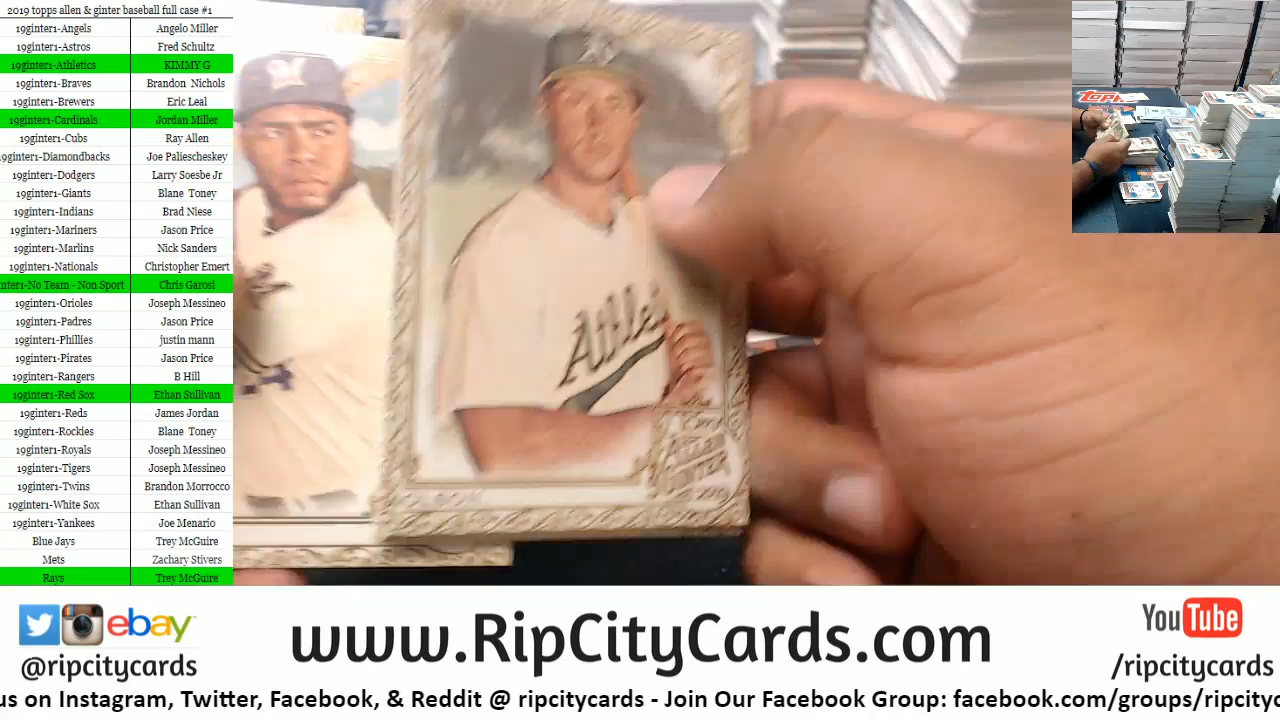 2019 topps allen & ginter baseball full case #1
19ginter1-Angels Angelo Miller
19ginter1-Astros Fred Schultz
19ginter1-Athletics KIMMY G
19ginter1-Braves Brandon Nichols
19ginter1-Brewers Eric Leal
19ginter1-Cardinals Jordan Miller
19ginter1-Cubs Ray Allen
9ginter1-Diamondbacks Joe Paliescheskey
19ginter1-Dodgers Larry Soesbe Jr
19ginter1-Giants Blane Toney
19ginter1-Indians Brad Niese
19ginter1-Mariners Jason Price
19ginter1-Marlins Nick Sanders
19ginter1-Nationals Christopher Emert
nter1-No Team - Non Sport Chris Garosi
19ginter1-Orioles Joseph Messineo
19ginter1-Padres Jason Price
19ginter1-Phillies justin mann
19ginter1-Pirates Jason Price
19ginter1-Rangers B Hill
19ginter1-Red Sox Ethan Sullivan
19ginter1-Reds James Jordan
19ginter1-Rockies Blane Toney
19ginter1-Royals Joseph Messineo
19ginter1-Tigers Joseph Messineo
19ginter1-Twins Brandon Morrocco
19ginter1-White Sox Ethan Sullivan
19ginter1-Yankees Joe Menario
Blue Jays Trey McGuire
Mets Zachary Stivers
Rays Trey McGuire
Athle
ALLEN
GINTER
Topps
ebay
@ripcitycards
www.RipCityCards.com
YouTube
/ripcitycards
us on Instagram, Twitter, Facebook, & Reddit @ ripcitycards - Join Our Facebook Group: facebook.com/groups/ripcityc